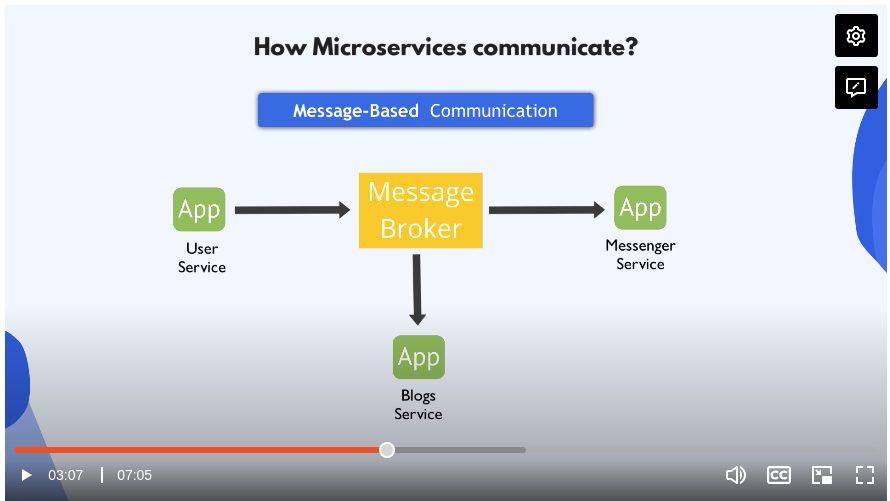 How Microservices communicate?
Message-Based Communication
App
User
Service
Message
Broker
App
Messenger
Service
App
Blogs
Service
03:07 07:05
CC